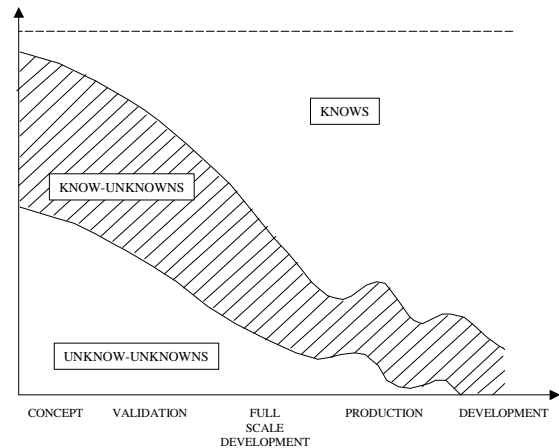 KNOWS
KNOW-UNKNOWNS
UNKNOW-UNKNOWNS
CONCEPT VALIDATION FULL PRODUCTION DEVELOPMENT
SCALE
DEVELOPMENT